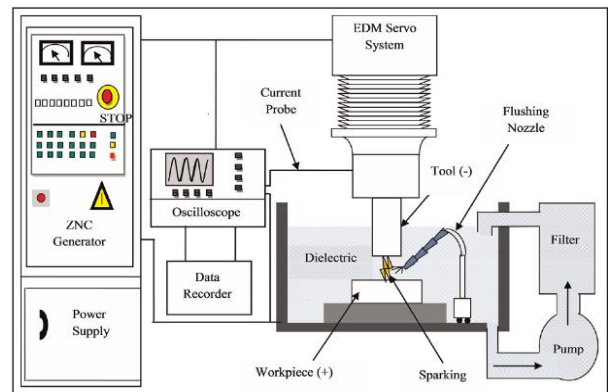 EDM Servo
System
Current
Probe
Flushing
Nozzle
STOP
Tool (-)
Oscilloscope
ZNC
Generator
Dielectric
Filter
Data
Recorder
Power
Supply
Pump
Workpiece (+)
Sparking